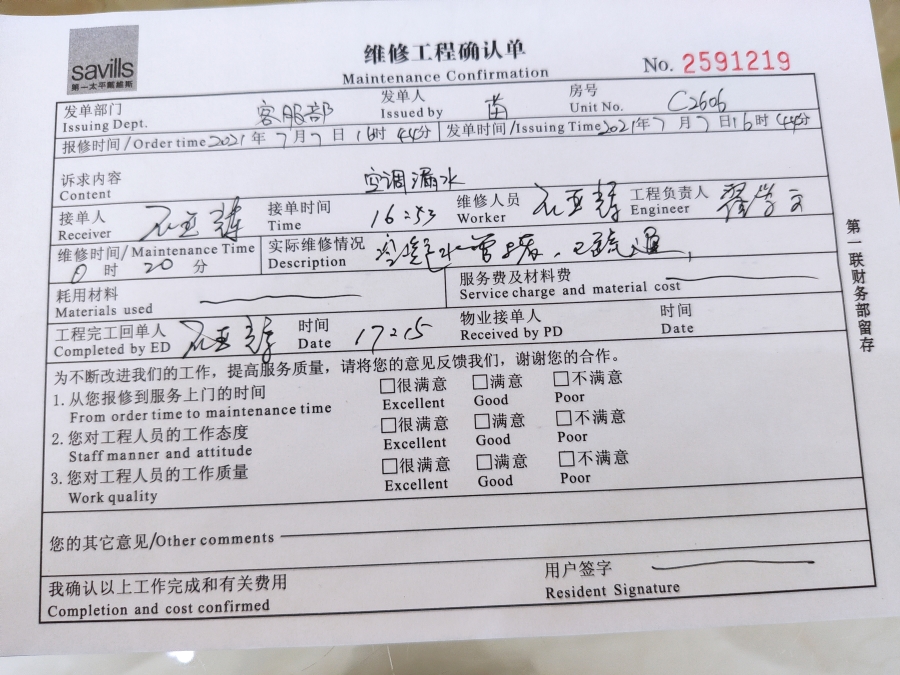 savills
第一太平戴維斯
维修工程确认单
Maintenance Confirmation
No. 2591219
发单部门 客服部 发单人 苗 房号 C2606
Issuing Dept. Issued by Unit No.
报修时间/Order time 2021年7月7日16时44分 发单时间/Issuing Time 2021年7月7日16时44分
诉求内容 空调漏水
Content
接单人 接单时间 16:53 维修人员 工程负责人
Receiver Time Worker Engineer
维修时间/Maintenance Time 实际维修情况
0时20分 Description 水管堵,已疏通,
耗用材料 服务费及材料费
Materials used Service charge and material cost
工程完工回单人 时间 17:15 物业接单人 时间
Completed by ED Date Received by PD Date
为不断改进我们的工作,提高服务质量,请将您的意见反馈我们,谢谢您的合作。
1. 从您报修到服务上门的时间 □很满意 □满意 □不满意
From order time to maintenance time Excellent Good Poor
2. 您对工程人员的工作态度 □很满意 □满意 □不满意
Staff manner and attitude Excellent Good Poor
3. 您对工程人员的工作质量 □很满意 □满意 □不满意
Work quality Excellent Good Poor
您的其它意见/Other comments
我确认以上工作完成和有关费用 用户签字
Completion and cost confirmed Resident Signature
第一联财务部留存